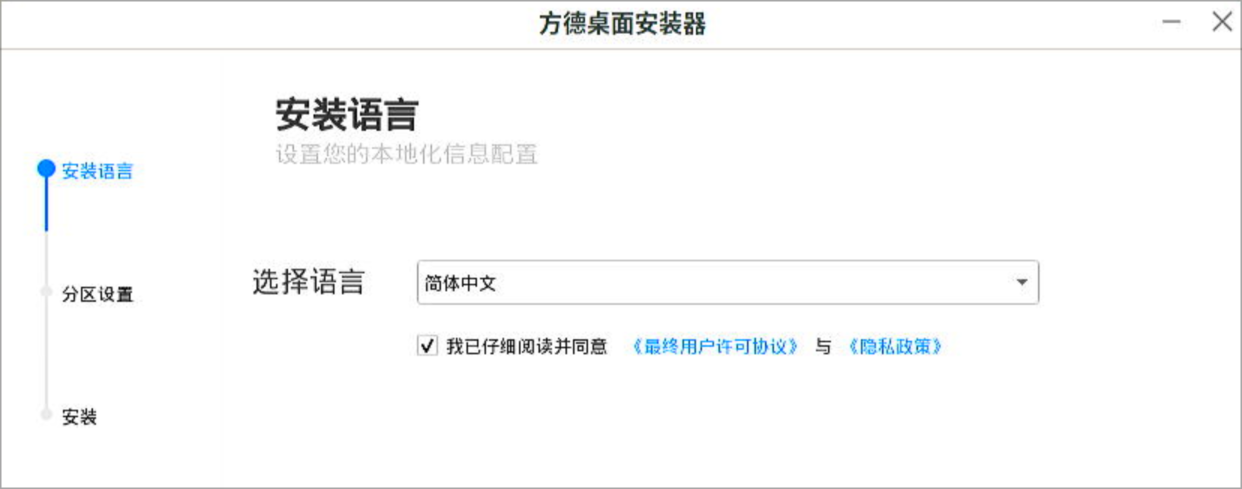 方德桌面安装器
安装语言
设置您的本地化信息配置
安装语言
分区设置
安装
选择语言
简体中文
我已仔细阅读并同意 《最终用户许可协议》 与 《隐私政策》